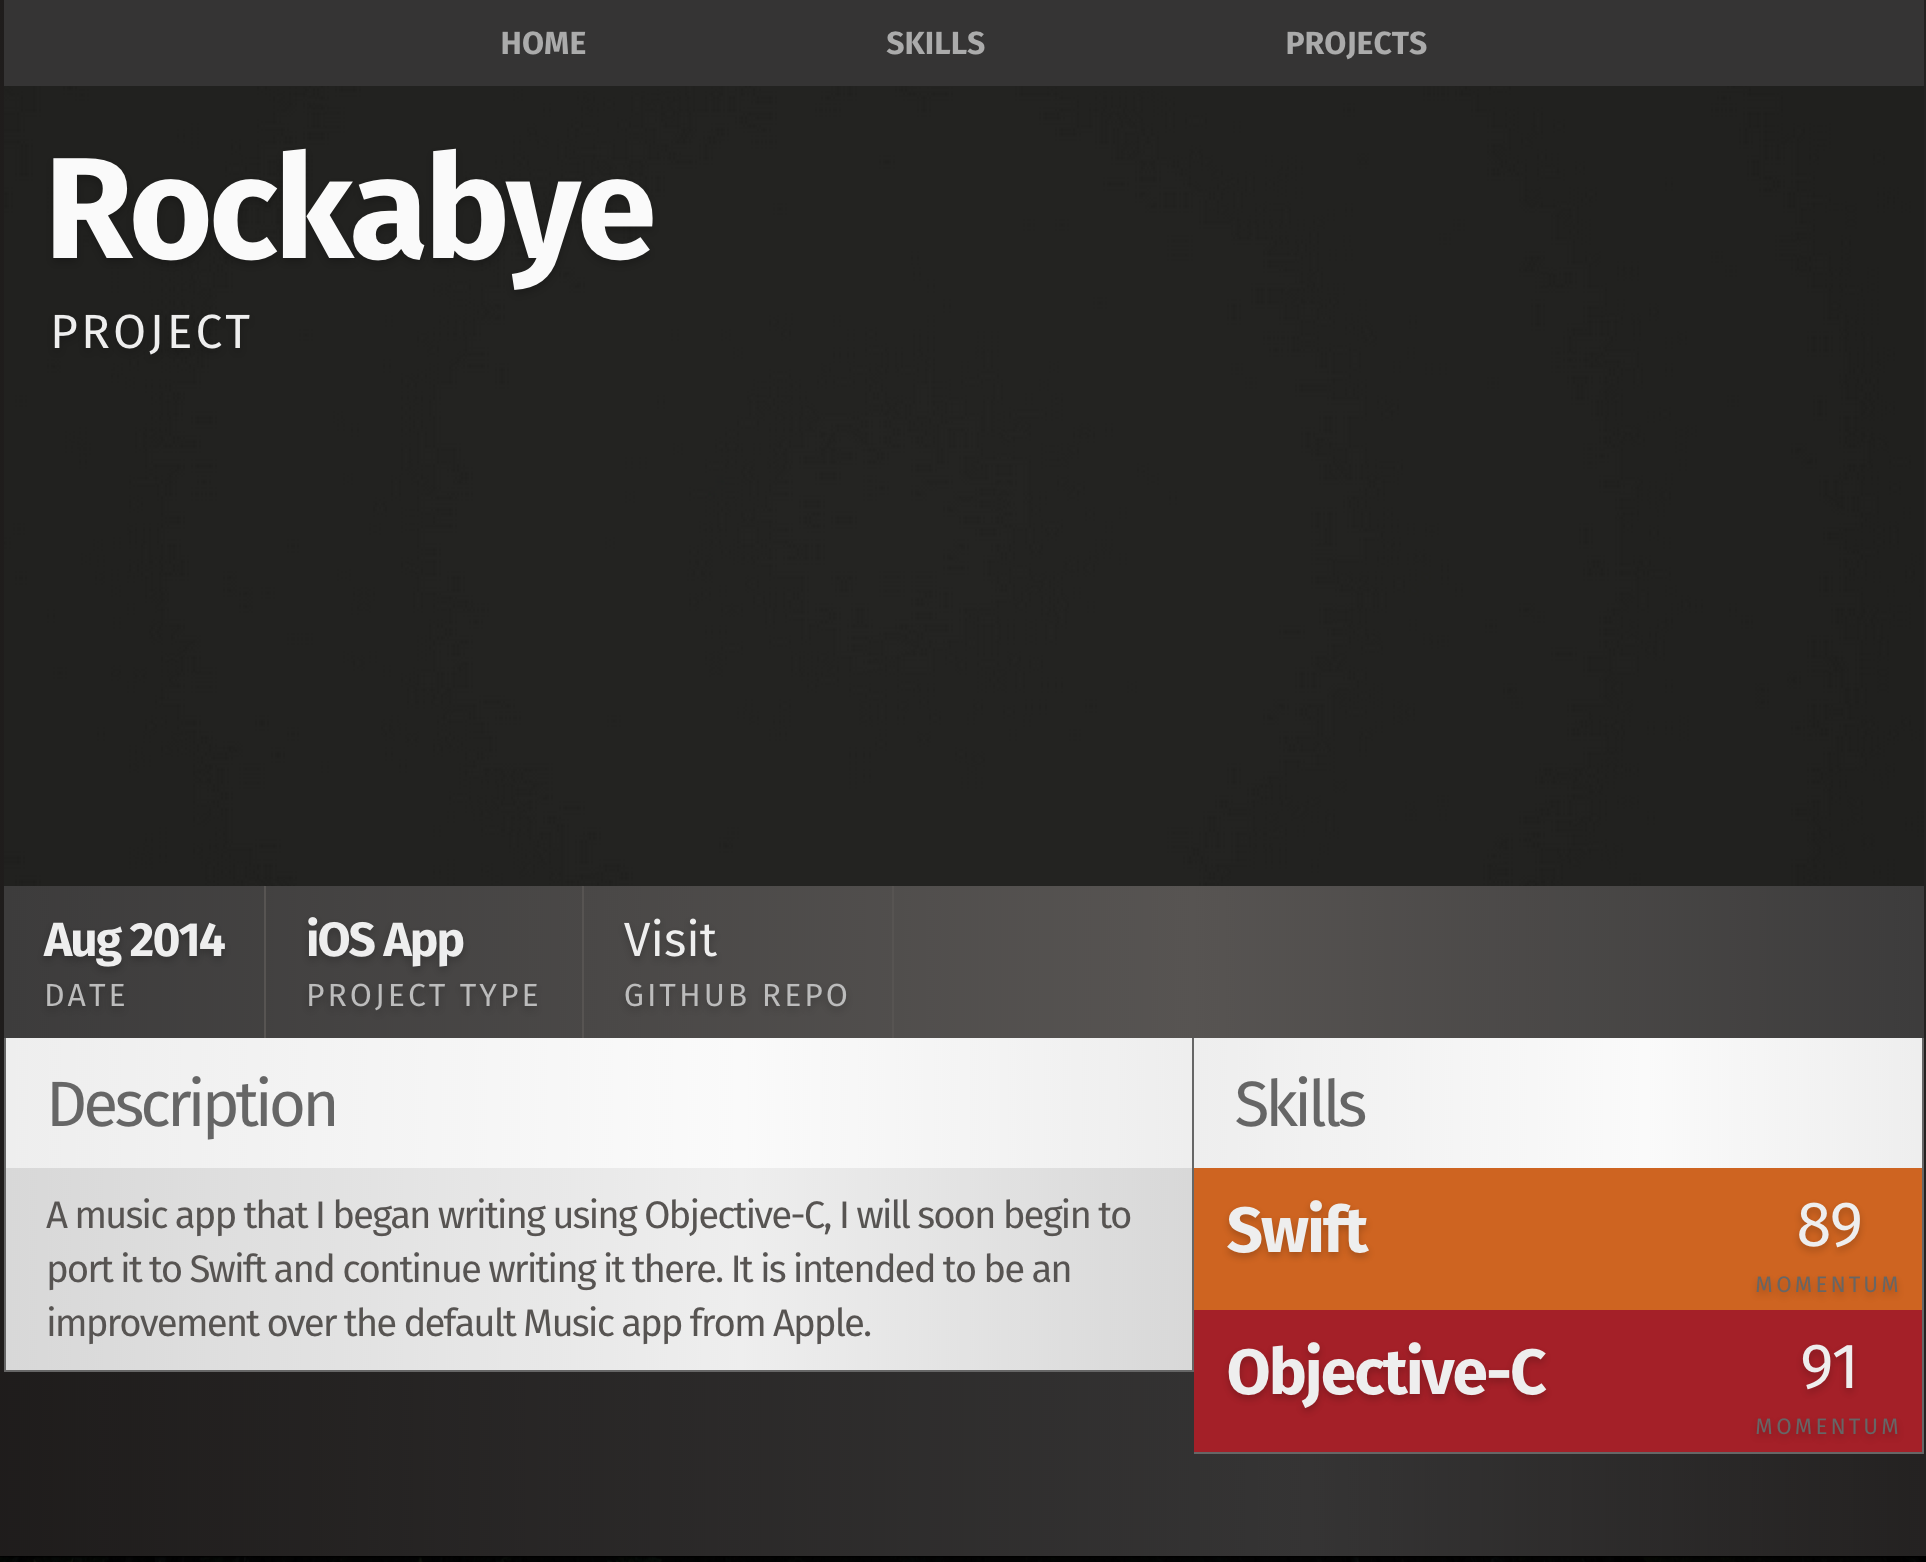 HOME SKILLS PROJECTS
Rockabye
PROJECT
Aug 2014 iOS App Visit
DATE PROJECT TYPE GITHUB REPO
Description
A music app that I began writing using Objective-C, I will soon begin to
port it to Swift and continue writing it there. It is intended to be an
improvement over the default Music app from Apple.
Skills
Swift 89
MOMENTUM
Objective-C 91
MOMENTUM